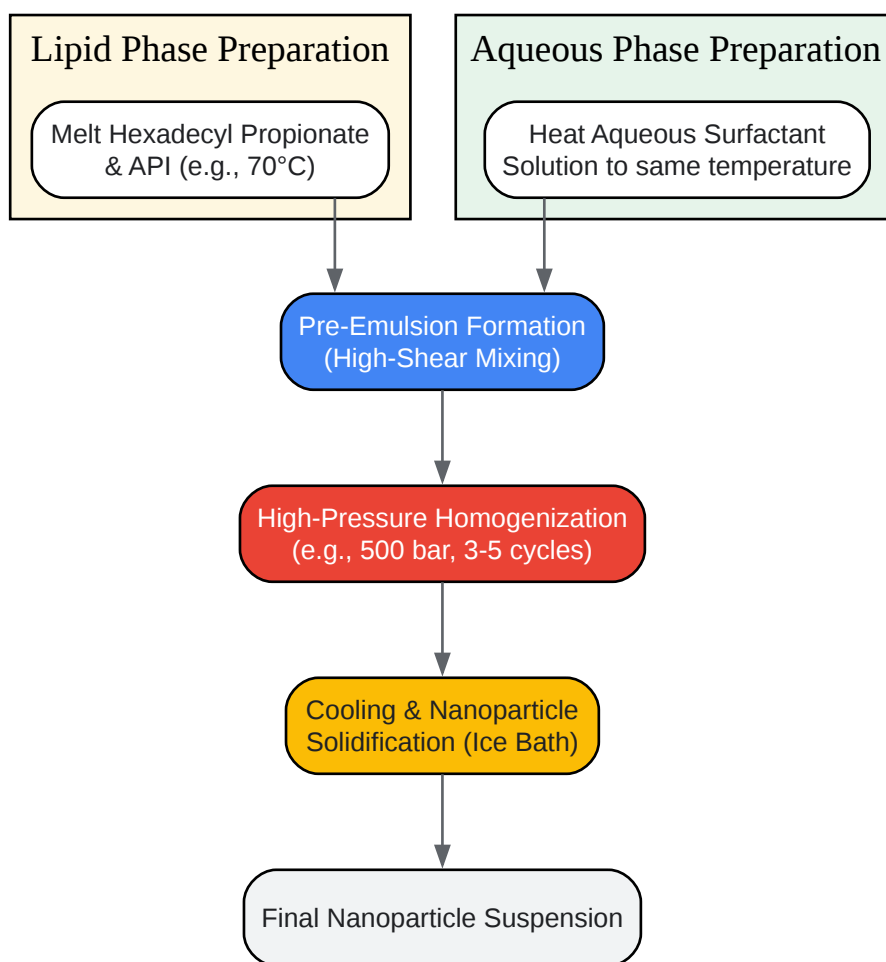 Lipid Phase Preparation
Melt Hexadecyl Propionate
& API (e.g., 70°C)
Aqueous Phase Preparation
Heat Aqueous Surfactant
Solution to same temperature
Pre-Emulsion Formation
(High-Shear Mixing)
High-Pressure Homogenization
(e.g., 500 bar, 3-5 cycles)
Cooling & Nanoparticle
Solidification (Ice Bath)
Final Nanoparticle Suspension